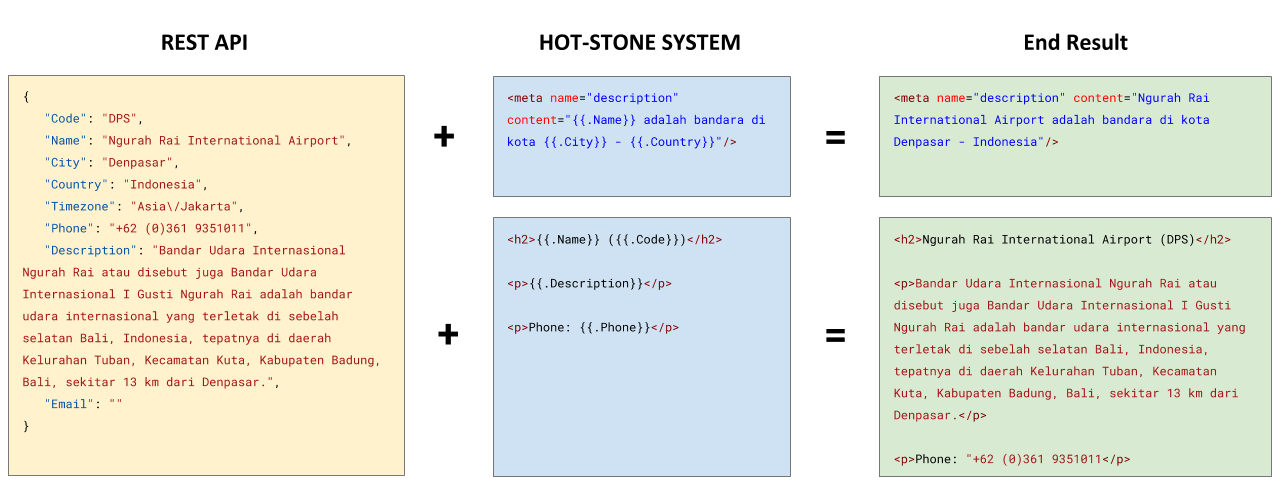 REST API
{
"Code": "DPS",
"Name": "Ngurah Rai International Airport",
"City": "Denpasar",
"Country": "Indonesia",
"Timezone": "Asia\/Jakarta",
"Phone": "+62 (0)361 9351011",
"Description": "Bandar Udara Internasional
Ngurah Rai atau disebut juga Bandar Udara
Internasional I Gusti Ngurah Rai adalah bandar
udara internasional yang terletak di sebelah
selatan Bali, Indonesia, tepatnya di daerah
Kelurahan Tuban, Kecamatan Kuta, Kabupaten Badung,
Bali, sekitar 13 km dari Denpasar.",
"Email": ""
}
+
+
HOT-STONE SYSTEM
<meta name="description"
content="{{.Name}} adalah bandara di
kota {{.City}} - {{.Country}}"/>
<h2>{{.Name}} ({{.Code}})</h2>
<p>{{.Description}}</p>
<p>Phone: {{.Phone}}</p>
=
=
End Result
<meta name="description" content="Ngurah Rai
International Airport adalah bandara di kota
Denpasar - Indonesia"/>
<h2>Ngurah Rai International Airport (DPS)</h2>
<p>Bandar Udara Internasional Ngurah Rai atau
disebut juga Bandar Udara Internasional I Gusti
Ngurah Rai adalah bandar udara internasional yang
terletak di sebelah selatan Bali, Indonesia,
tepatnya di daerah Kelurahan Tuban, Kecamatan
Kuta, Kabupaten Badung, Bali, sekitar 13 km dari
Denpasar.</p>
<p>Phone: "+62 (0)361 9351011</p>